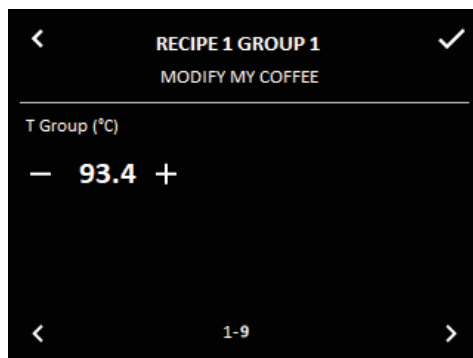 RECIPE 1 GROUP 1
MODIFY MY COFFEE
T Group (°C)
− 93.4 +
1-9